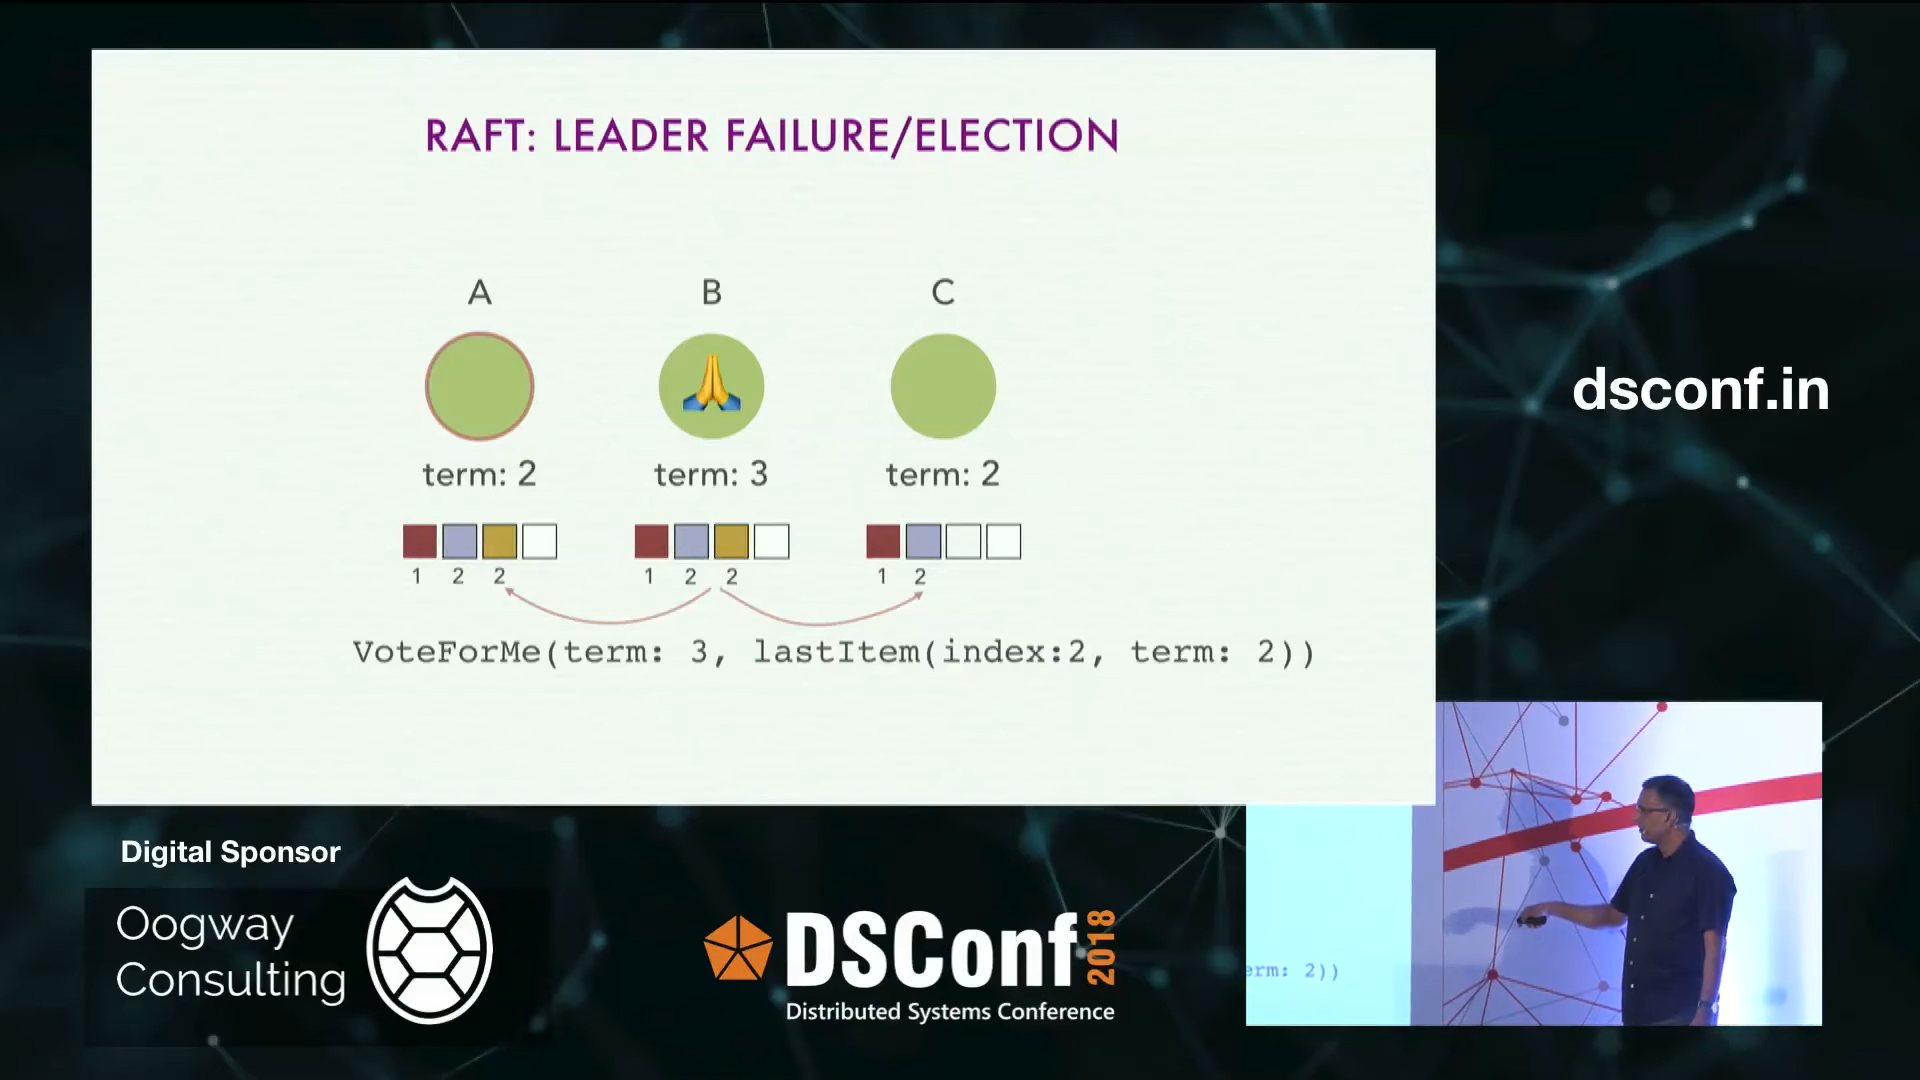 RAFT: LEADER FAILURE/ELECTION
A B C
term: 2 term: 3 term: 2
1 2 2 1 2 2 1 2
VoteForMe(term: 3, lastItem(index:2, term: 2))
dsconf.in
Digital Sponsor
Oogway
Consulting
DSConf 2018
Distributed Systems Conference
erm: 2))